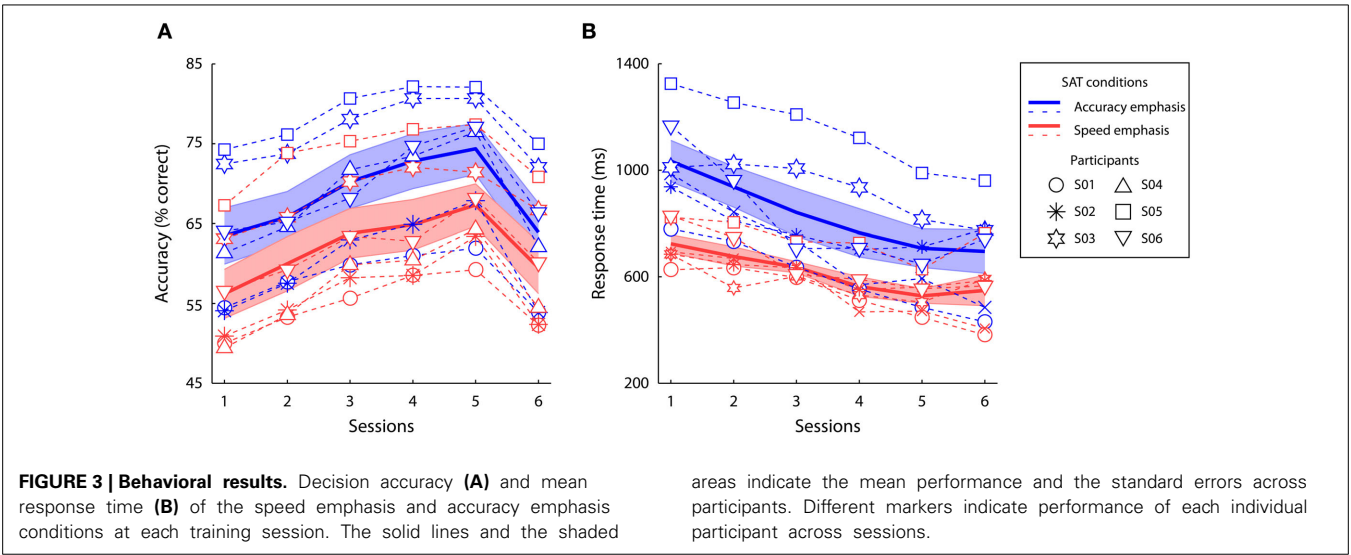 A
85
75
65
55
45
Accuracy (% correct)
1 2 3 4 5 6
Sessions
B
1400
1000
600
200
Response time (ms)
1 2 3 4 5 6
Sessions
SAT conditions
Accuracy emphasis
Speed emphasis
Participants
S01 S04
S02 S05
S03 S06
FIGURE 3 | Behavioral results. Decision accuracy (A) and mean
response time (B) of the speed emphasis and accuracy emphasis
conditions at each training session. The solid lines and the shaded
areas indicate the mean performance and the standard errors across
participants. Different markers indicate performance of each individual
participant across sessions.